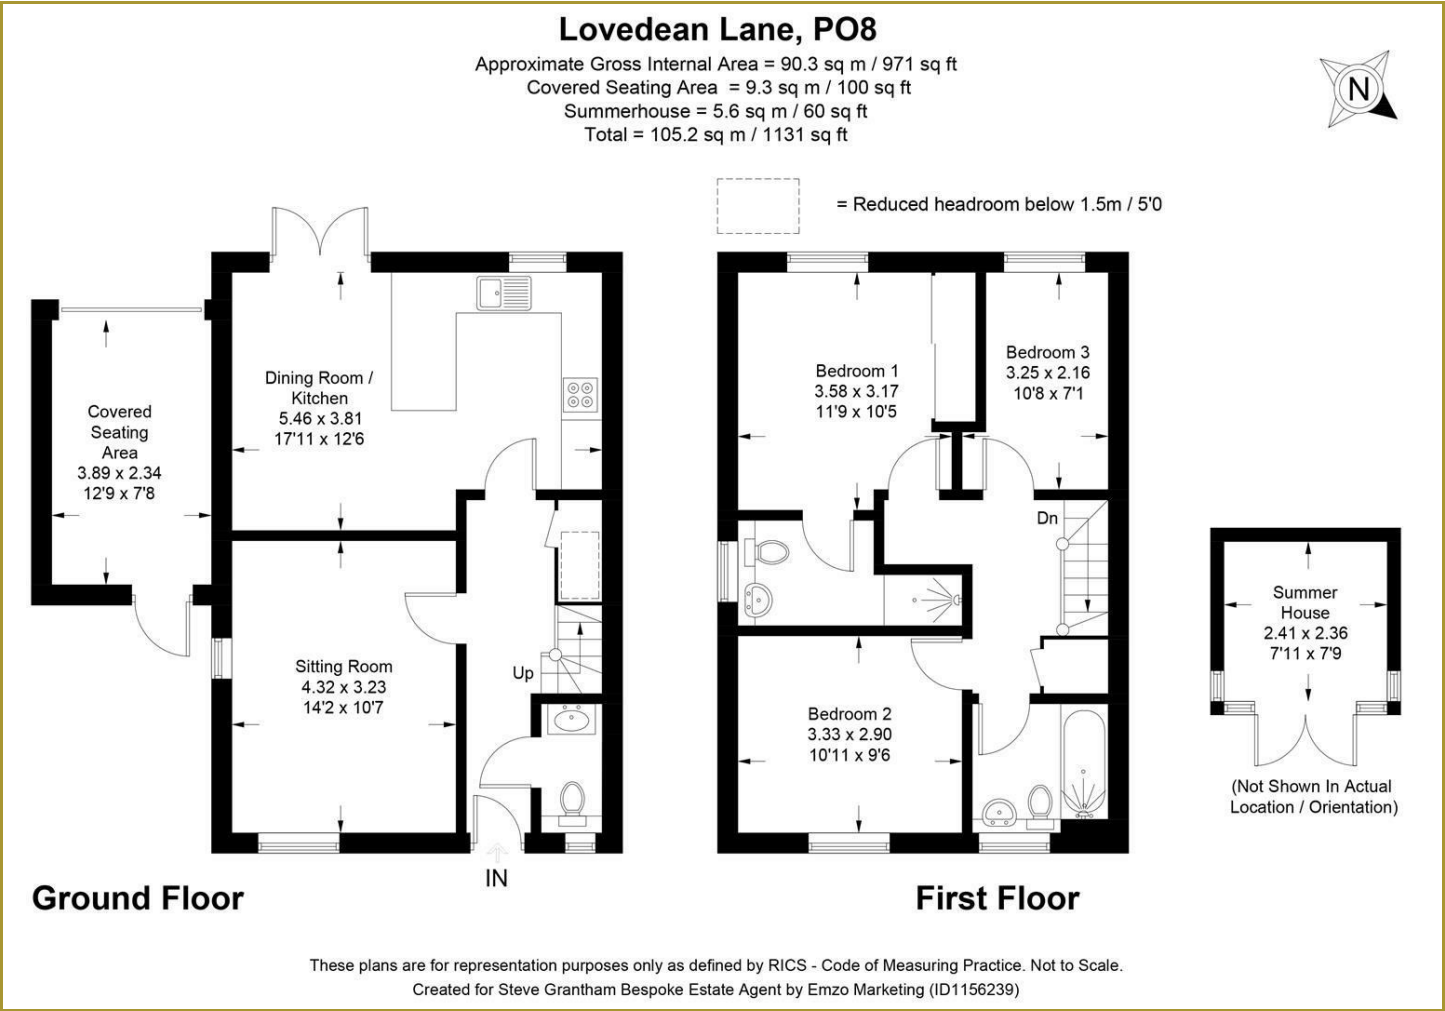 Lovedean Lane, PO8
Approximate Gross Internal Area = 90.3 sq m / 971 sq ft
Covered Seating Area = 9.3 sq m / 100 sq ft
Summerhouse = 5.6 sq m / 60 sq ft
Total = 105.2 sq m / 1131 sq ft
N
= Reduced headroom below 1.5m / 5'0
Dining Room /
Kitchen
5.46 x 3.81
17'11 x 12'6
Covered
Seating
Area
3.89 x 2.34
12'9 x 7'8
Sitting Room
4.32 x 3.23
14'2 x 10'7
Up
IN
Ground Floor
Bedroom 1
3.58 x 3.17
11'9 x 10'5
Bedroom 3
3.25 x 2.16
10'8 x 7'1
Dn
Bedroom 2
3.33 x 2.90
10'11 x 9'6
First Floor
Summer
House
2.41 x 2.36
7'11 x 7'9
(Not Shown In Actual
Location / Orientation)
These plans are for representation purposes only as defined by RICS - Code of Measuring Practice. Not to Scale.
Created for Steve Grantham Bespoke Estate Agent by Emzo Marketing (ID1156239)